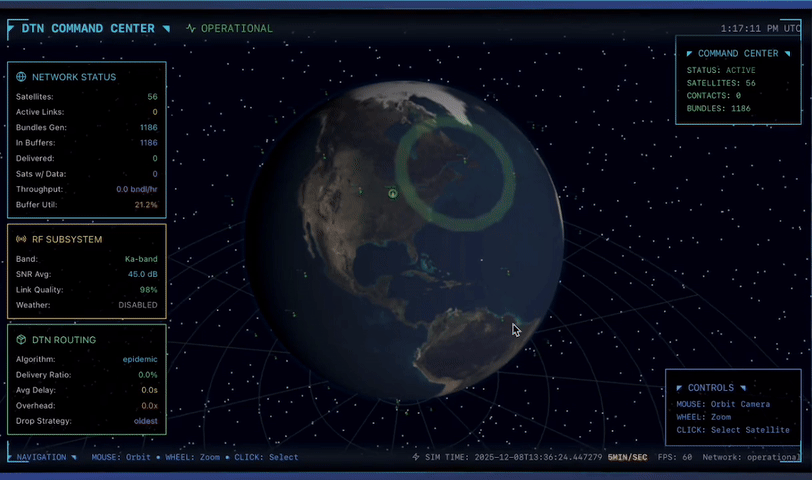 DTN COMMAND CENTER
OPERATIONAL
1:17:11 PM UTC
NETWORK STATUS
Satellites: 56
Active Links: 0
Bundles Gen: 1186
In Buffers: 1186
Delivered: 0
Sats w/ Data: 0
Throughput: 0.0 bndl/hr
Buffer Util: 21.2%
RF SUBSYSTEM
Band: Ka-band
SNR Avg: 45.0 dB
Link Quality: 98%
Weather: DISABLED
DTN ROUTING
Algorithm: epidemic
Delivery Ratio: 0.0%
Avg Delay: 0.0s
Overhead: 0.0x
Drop Strategy: oldest
COMMAND CENTER
STATUS: ACTIVE
SATELLITES: 56
CONTACTS: 0
BUNDLES: 1186
CONTROLS
MOUSE: Orbit Camera
WHEEL: Zoom
CLICK: Select Satellite
NAVIGATION MOUSE: Orbit • WHEEL: Zoom • CLICK: Select
SIM TIME: 2025-12-08T13:36:24.447279 5MIN/SEC FPS: 60 Network: operational